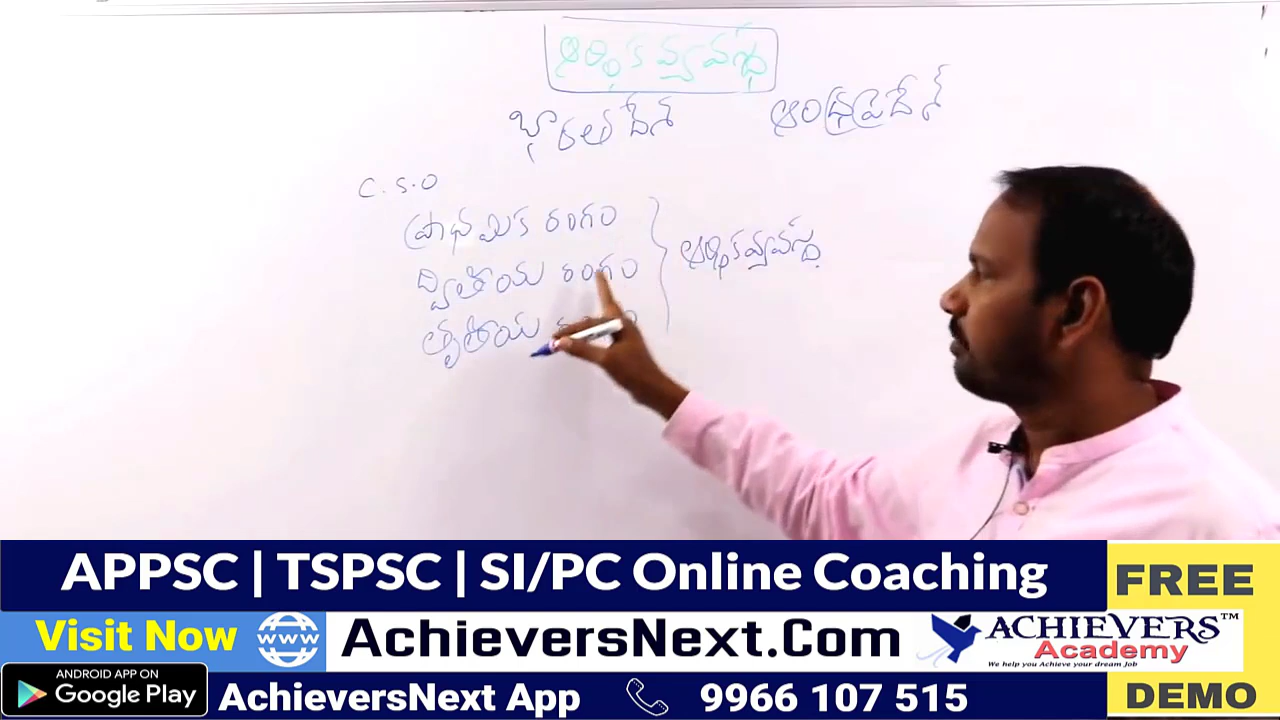 ఆర్థిక వ్యవస్థ
భారతదేశ ఆంధ్రప్రదేశ్
C.S.O
ప్రాథమిక రంగం
ద్వితీయ రంగం
ఆర్థికవ్యవస్థ
తృతీయ
APPSC | TSPSC | SI/PC Online Coaching
FREE
Visit Now
www
AchieversNext.Com
ACHIEVERS™
Academy
We help you Achieve your dream Job
ANDROID APP ON
Google Play
AchieversNext App
9966 107 515
DEMO